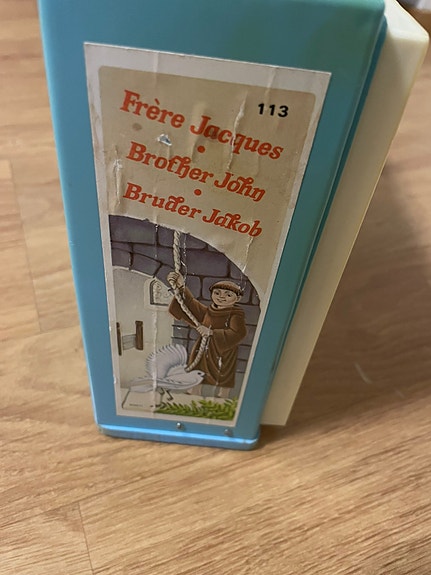 Frère Jacques 113
•
Brother John
•
Bruder Jakob